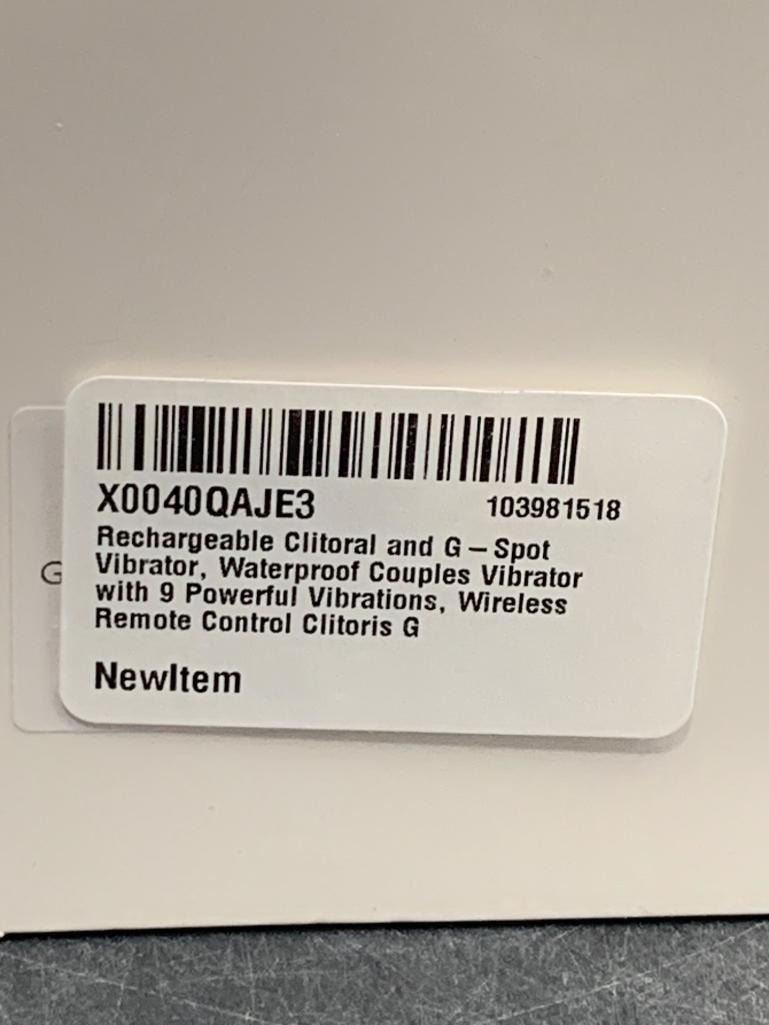 X0040QAJE3 103981518
Rechargeable Clitoral and G – Spot
Vibrator, Waterproof Couples Vibrator
with 9 Powerful Vibrations, Wireless
Remote Control Clitoris G
NewItem
G